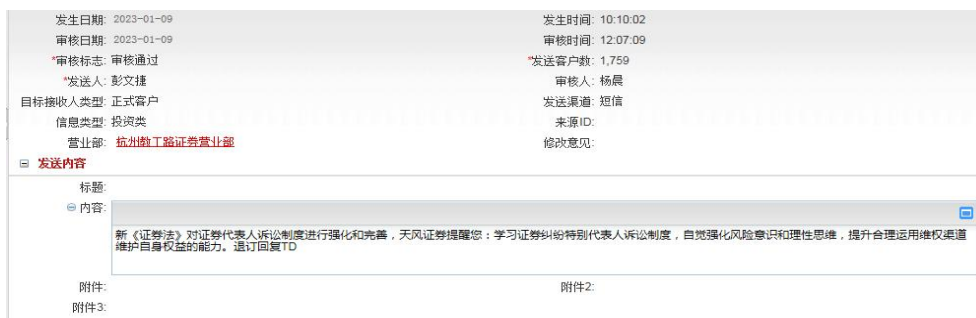 发生日期: 2023-01-09 发生时间: 10:10:02
审核日期: 2023-01-09 审核时间: 12:07:09
*审核标志: 审核通过 *发送客户数: 1,759
*发送人: 彭文捷 审核人: 杨晨
目标接收人类型: 正式客户 发送渠道: 短信
信息类型: 投资类 来源ID:
营业部: 杭州教工路证券营业部 修改意见:
发送内容
标题:
内容:
新《证券法》对证券代表人诉讼制度进行强化和完善，天风证券提醒您：学习证券纠纷特别代表人诉讼制度，自觉强化风险意识和理性思维，提升合理运用维权渠道
维护自身权益的能力。退订回复TD
附件: 附件2:
附件3: